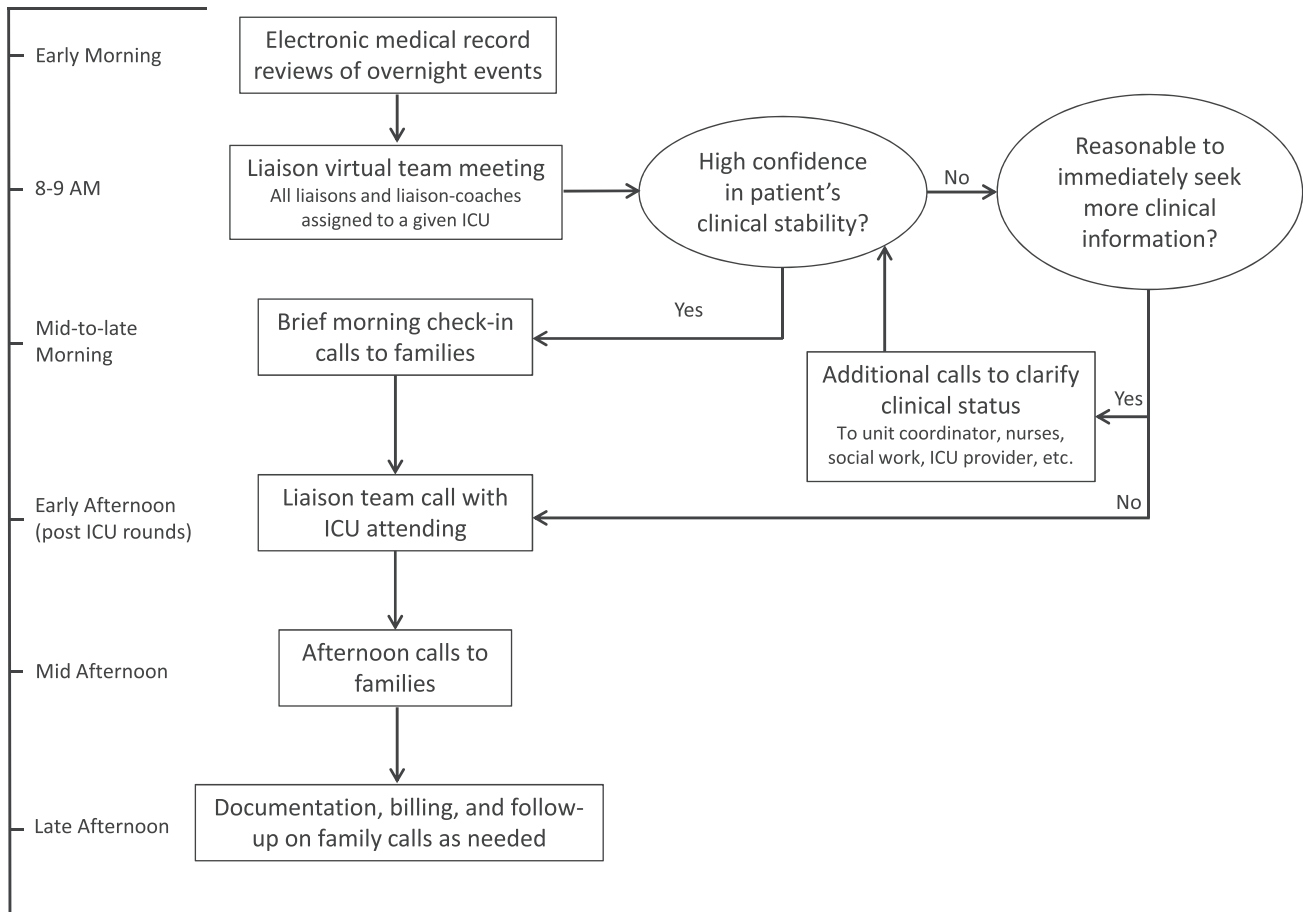 Early Morning
Electronic medical record
reviews of overnight events
8-9 AM
Liaison virtual team meeting
All liaisons and liaison-coaches
assigned to a given ICU
High confidence
in patient's
clinical stability?
No
Reasonable to
immediately seek
more clinical
information?
Mid-to-late
Morning
Brief morning check-in
calls to families
Yes
Additional calls to clarify
clinical status
To unit coordinator, nurses,
social work, ICU provider, etc.
Yes
Early Afternoon
(post ICU rounds)
Liaison team call with
ICU attending
No
Mid Afternoon
Afternoon calls to
families
Late Afternoon
Documentation, billing, and follow-
up on family calls as needed